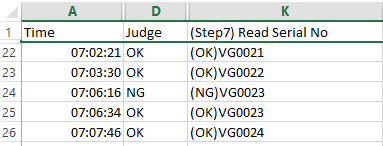 A D K
1 Time Judge (Step7) Read Serial No
22 07:02:21 OK (OK)VG0021
23 07:03:30 OK (OK)VG0022
24 07:06:16 NG (NG)VG0023
25 07:06:34 OK (OK)VG0023
26 07:07:46 OK (OK)VG0024